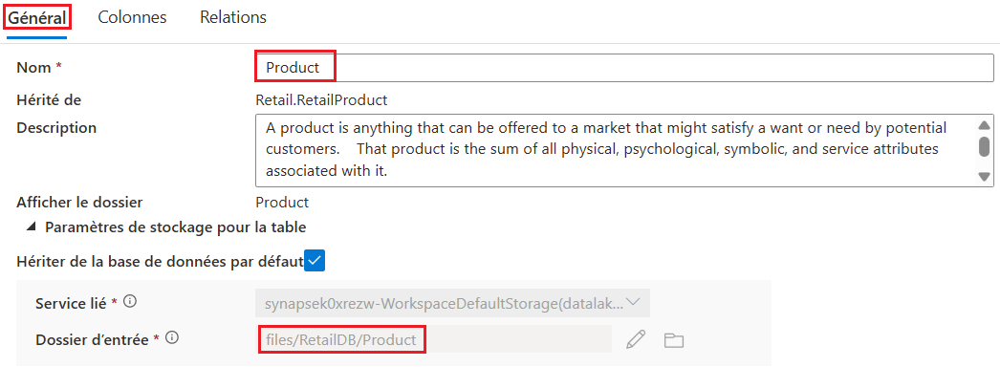 Général Colonnes Relations
Nom * Product
Hérité de Retail.RetailProduct
Description A product is anything that can be offered to a market that might satisfy a want or need by potential
customers. That product is the sum of all physical, psychological, symbolic, and service attributes
associated with it.
Afficher le dossier Product
Paramètres de stockage pour la table
Hériter de la base de données par défaut
Service lié * synapsek0xrezw-WorkspaceDefaultStorage(datalak...
Dossier d'entrée * files/RetailDB/Product